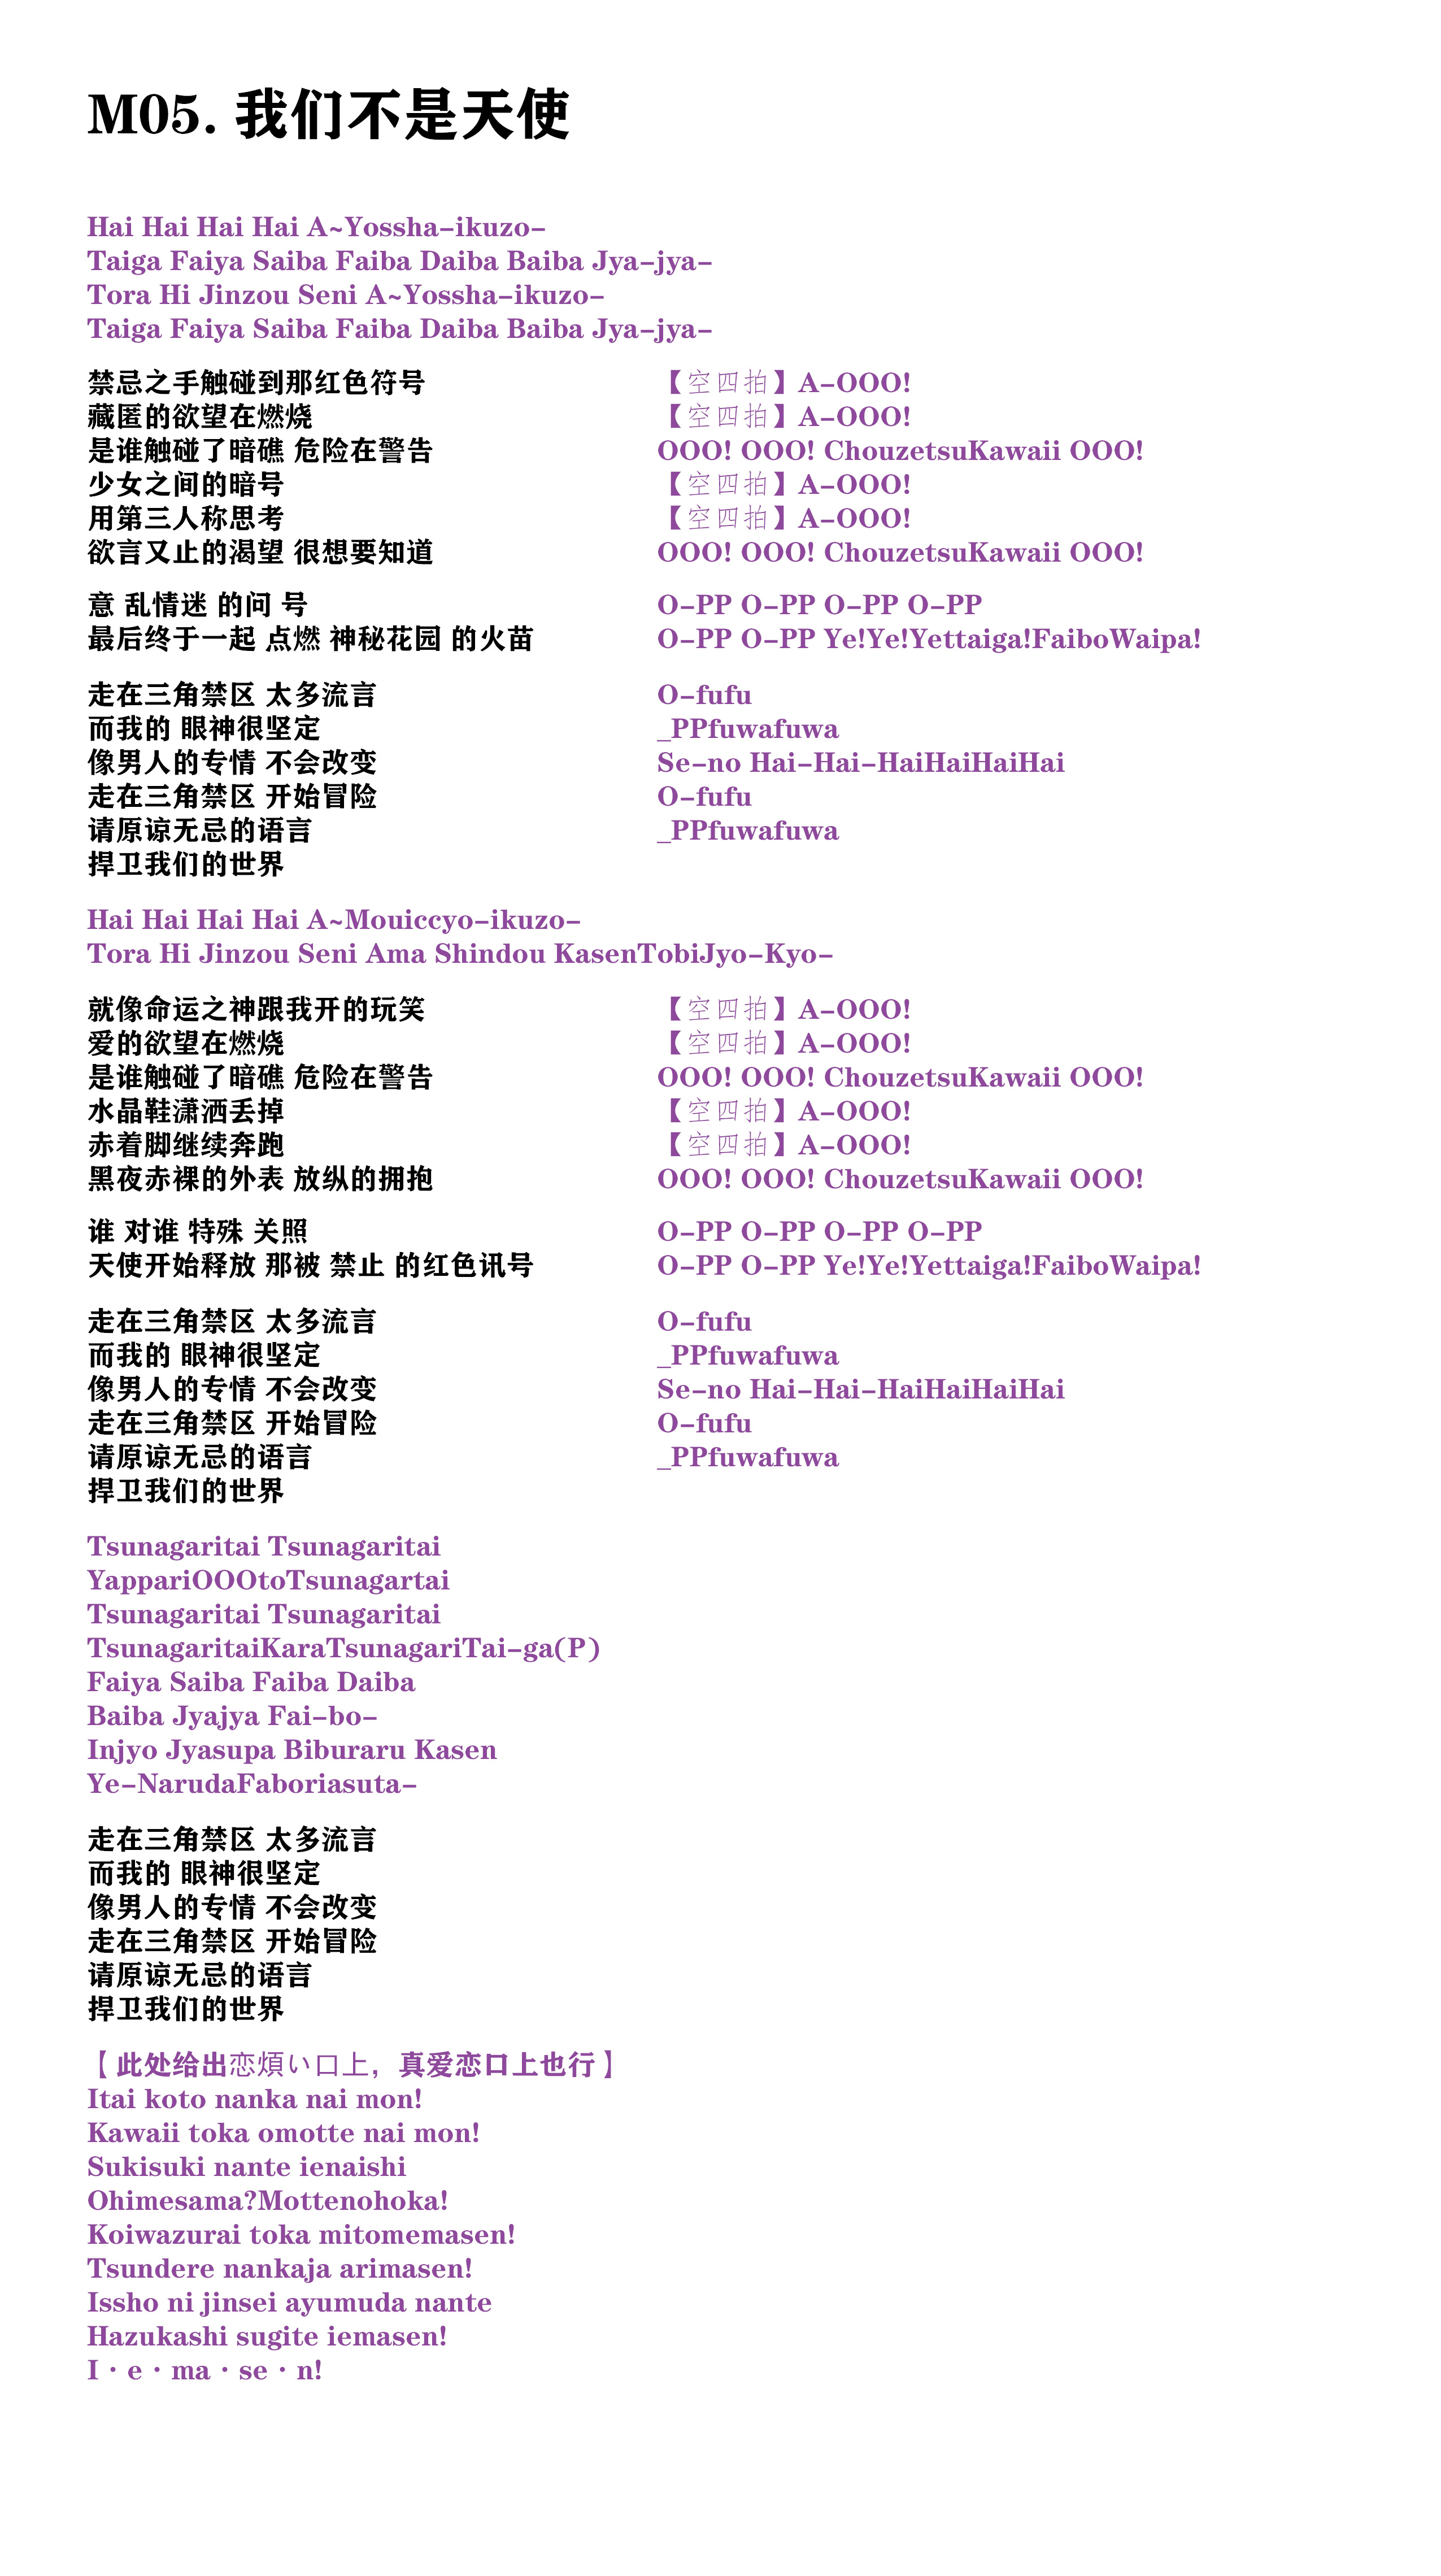 M05. 我们不是天使
Hai Hai Hai Hai A~Yossha-ikuzo-
Taiga Faiya Saiba Faiba Daiba Baiba Jya-jya-
Tora Hi Jinzou Seni A~Yossha-ikuzo-
Taiga Faiya Saiba Faiba Daiba Baiba Jya-jya-
禁忌之手触碰到那红色符号 【空四拍】A-OOO!
藏匿的欲望在燃烧 【空四拍】A-OOO!
是谁触碰了暗礁 危险在警告 OOO! OOO! ChouzetsuKawaii OOO!
少女之间的暗号 【空四拍】A-OOO!
用第三人称思考 【空四拍】A-OOO!
欲言又止的渴望 很想要知道 OOO! OOO! ChouzetsuKawaii OOO!
意 乱情迷 的问 号 O-PP O-PP O-PP O-PP
最后终于一起 点燃 神秘花园 的火苗 O-PP O-PP Ye!Ye!Yettaiga!FaiboWaipa!
走在三角禁区 太多流言 O-fufu
而我的 眼神很坚定 _PPfuwafuwa
像男人的专情 不会改变 Se-no Hai-Hai-HaiHaiHaiHai
走在三角禁区 开始冒险 O-fufu
请原谅无忌的语言 _PPfuwafuwa
捍卫我们的世界
Hai Hai Hai Hai A~Mouiccyo-ikuzo-
Tora Hi Jinzou Seni Ama Shindou KasenTobiJyo-Kyo-
就像命运之神跟我开的玩笑 【空四拍】A-OOO!
爱的欲望在燃烧 【空四拍】A-OOO!
是谁触碰了暗礁 危险在警告 OOO! OOO! ChouzetsuKawaii OOO!
水晶鞋潇洒丢掉 【空四拍】A-OOO!
赤着脚继续奔跑 【空四拍】A-OOO!
黑夜赤裸的外表 放纵的拥抱 OOO! OOO! ChouzetsuKawaii OOO!
谁 对谁 特殊 关照 O-PP O-PP O-PP O-PP
天使开始释放 那被 禁止 的红色讯号 O-PP O-PP Ye!Ye!Yettaiga!FaiboWaipa!
走在三角禁区 太多流言 O-fufu
而我的 眼神很坚定 _PPfuwafuwa
像男人的专情 不会改变 Se-no Hai-Hai-HaiHaiHaiHai
走在三角禁区 开始冒险 O-fufu
请原谅无忌的语言 _PPfuwafuwa
捍卫我们的世界
Tsunagaritai Tsunagaritai
YappariOOOtoTsunagartai
Tsunagaritai Tsunagaritai
TsunagaritaiKaraTsunagariTai-ga(P)
Faiya Saiba Faiba Daiba
Baiba Jyajya Fai-bo-
Injyo Jyasupa Biburaru Kasen
Ye-NarudaFaboriasuta-
走在三角禁区 太多流言
而我的 眼神很坚定
像男人的专情 不会改变
走在三角禁区 开始冒险
请原谅无忌的语言
捍卫我们的世界
【此处给出恋煩い口上，真爱恋口上也行】
Itai koto nanka nai mon!
Kawaii toka omotte nai mon!
Sukisuki nante ienaishi
Ohimesama?Mottenohoka!
Koiwazurai toka mitomemasen!
Tsundere nankaja arimasen!
Issho ni jinsei ayumuda nante
Hazukashi sugite iemasen!
I・e・ma・se・n!